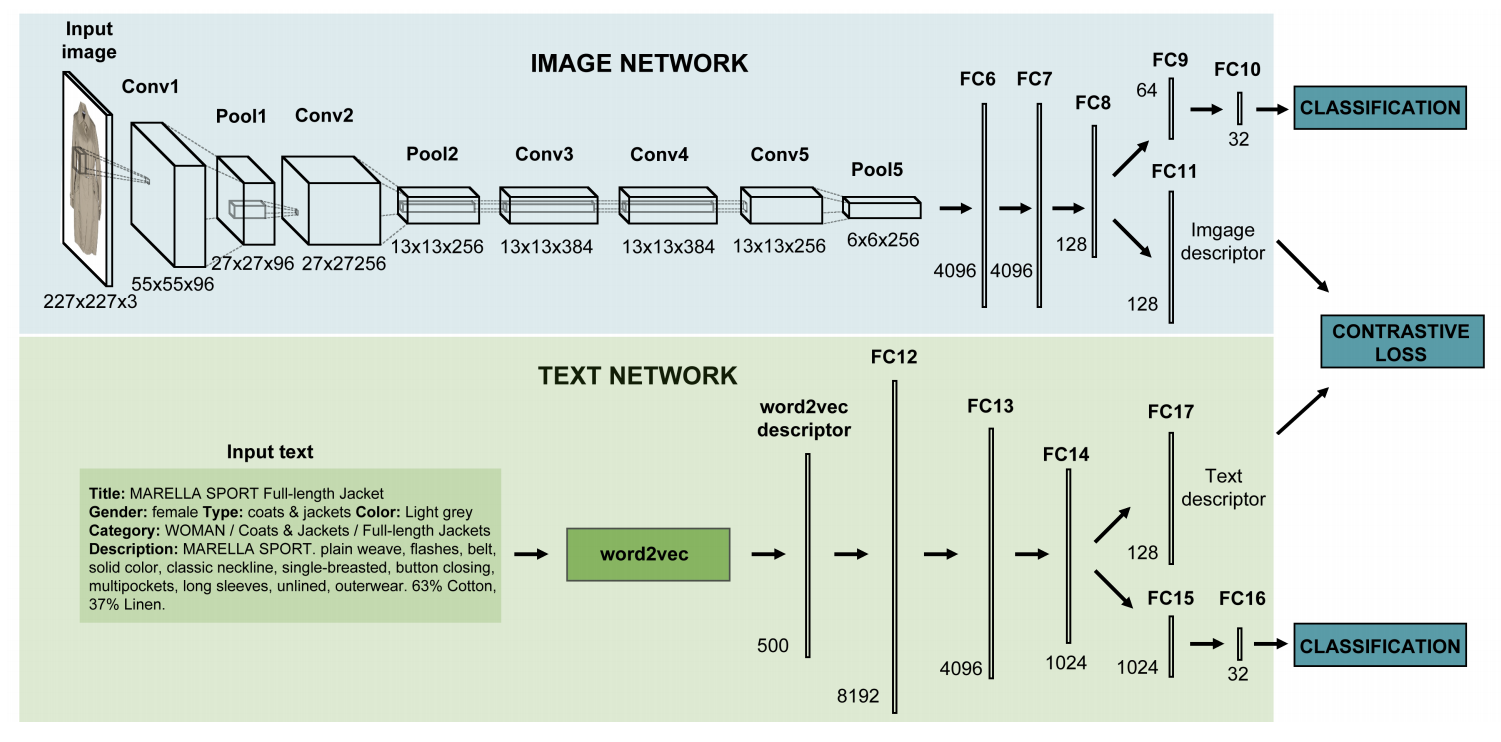 IMAGE NETWORK
Input
image
Conv1
Pool1
Conv2
Pool2
Conv3
Conv4
Conv5
Pool5
FC6
FC7
FC8
FC9
FC10
FC11
227x227x3
55x55x96
27x27x96
27x27256
13x13x256
13x13x384
13x13x384
13x13x256
6x6x256
4096
4096
128
64
32
128
Imgage
descriptor
CLASSIFICATION
CONTRASTIVE
LOSS
TEXT NETWORK
Input text
Title: MARELLA SPORT Full-length Jacket
Gender: female Type: coats & jackets Color: Light grey
Category: WOMAN / Coats & Jackets / Full-length Jackets
Description: MARELLA SPORT. plain weave, flashes, belt,
solid color, classic neckline, single-breasted, button closing,
multipockets, long sleeves, unlined, outerwear. 63% Cotton,
37% Linen.
word2vec
word2vec
descriptor
500
FC12
8192
FC13
4096
FC14
1024
FC17
128
Text
descriptor
FC15
1024
FC16
32
CLASSIFICATION